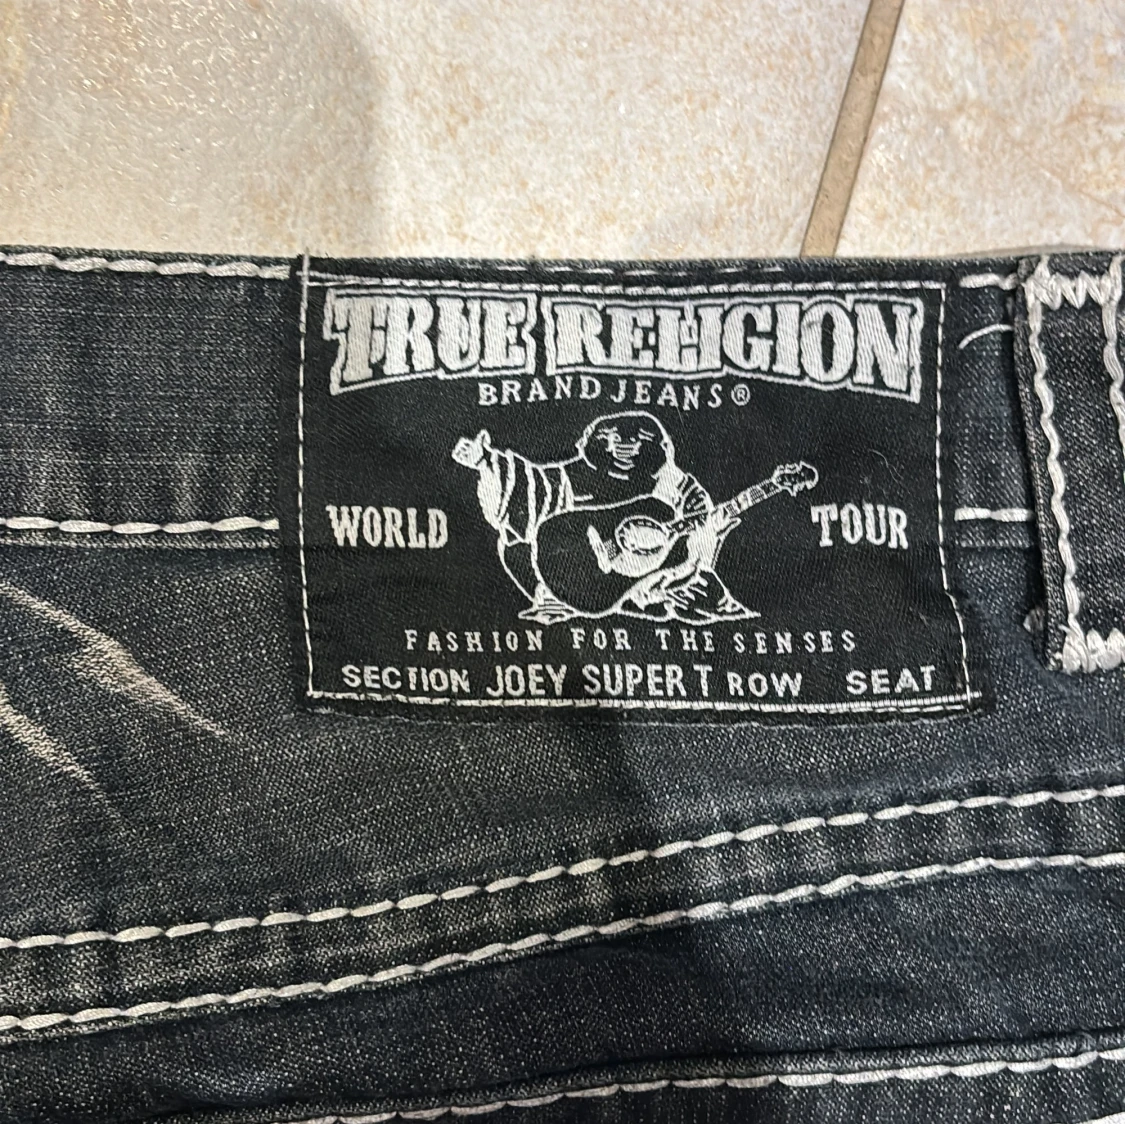 TRUE RELIGION
BRAND JEANS®
WORLD TOUR
FASHION FOR THE SENSES
SECTION JOEY SUPER T ROW SEAT